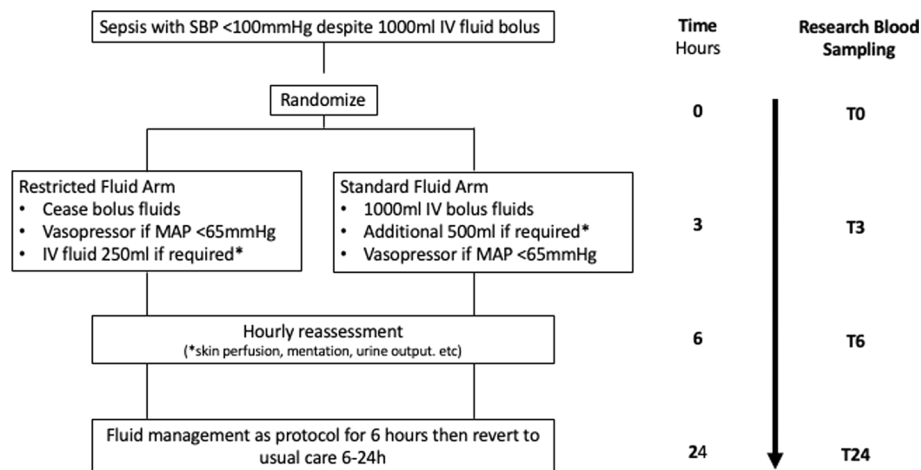 Sepsis with SBP <100mmHg despite 1000ml IV fluid bolus
Randomize
Restricted Fluid Arm
• Cease bolus fluids
• Vasopressor if MAP <65mmHg
• IV fluid 250ml if required*
Standard Fluid Arm
• 1000ml IV bolus fluids
• Additional 500ml if required*
• Vasopressor if MAP <65mmHg
Hourly reassessment
(*skin perfusion, mentation, urine output. etc)
Fluid management as protocol for 6 hours then revert to
usual care 6-24h
Time
Hours
0
3
6
24
Research Blood
Sampling
T0
T3
T6
T24